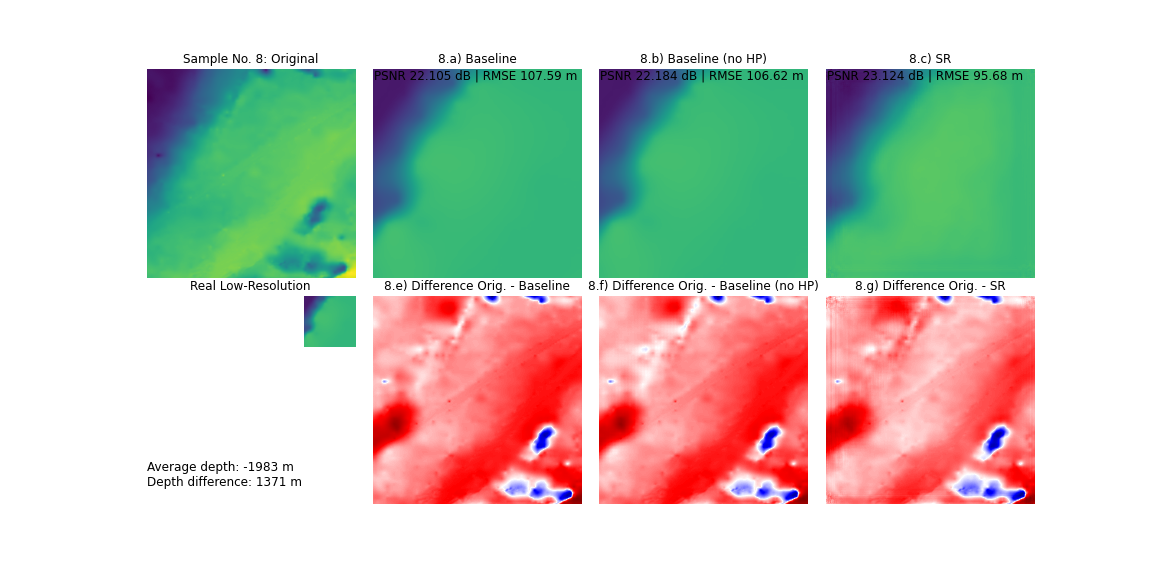 Sample No. 8: Original
8.a) Baseline
8.b) Baseline (no HP)
8.c) SR
PSNR 22.105 dB | RMSE 107.59 m
PSNR 22.184 dB | RMSE 106.62 m
PSNR 23.124 dB | RMSE 95.68 m
Real Low-Resolution
8.e) Difference Orig. - Baseline
8.f) Difference Orig. - Baseline (no HP)
8.g) Difference Orig. - SR
Average depth: -1983 m
Depth difference: 1371 m